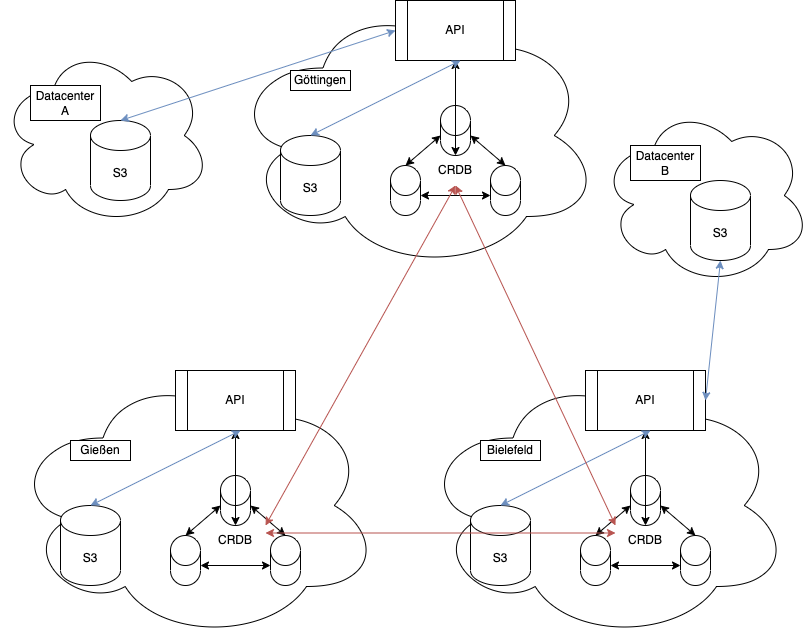 API
Göttingen
Datacenter
A
S3
S3
CRDB
Datacenter
B
S3
API
Gießen
S3
CRDB
API
Bielefeld
S3
CRDB